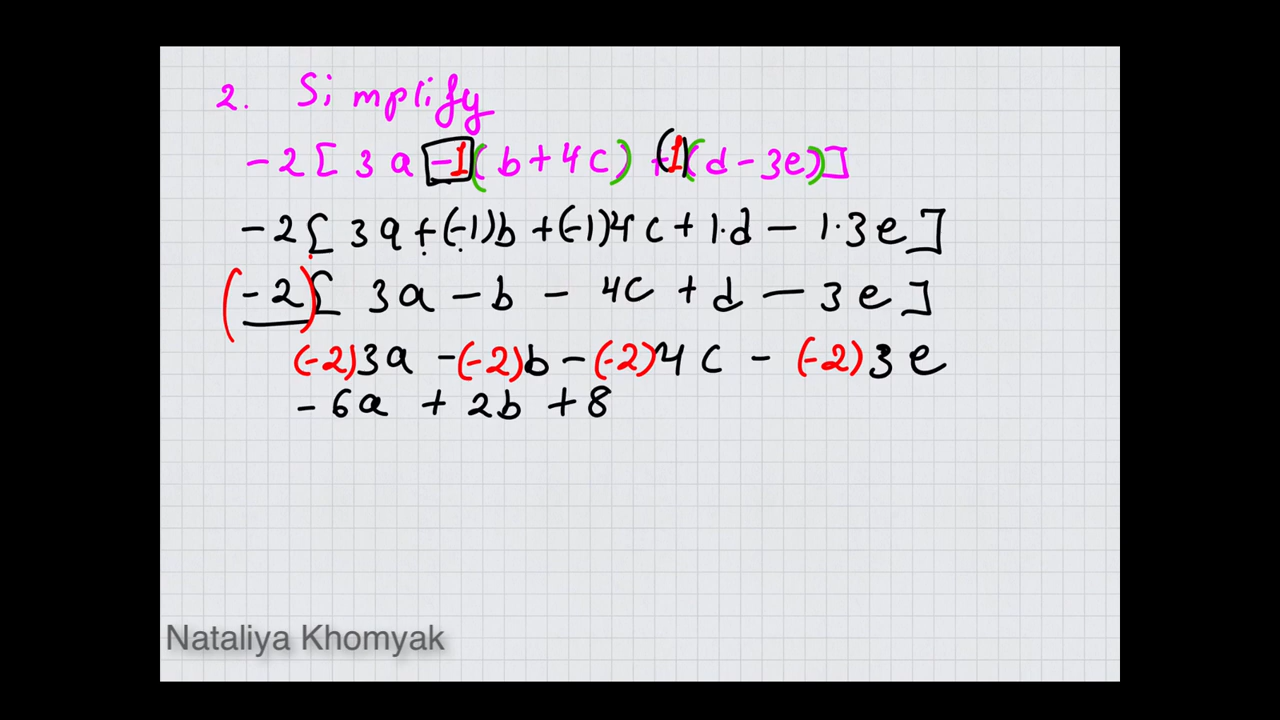 2. Simplify
-2[3a -1(b+4c) +1(d-3e)]
-2[3a+(-1)b+(-1)4c+1·d-1·3e]
(-2)[3a-b-4c+d-3e]
(-2)3a-(-2)b-(-2)4c-(-2)3e
-6a+2b+8
Nataliya Khomyak